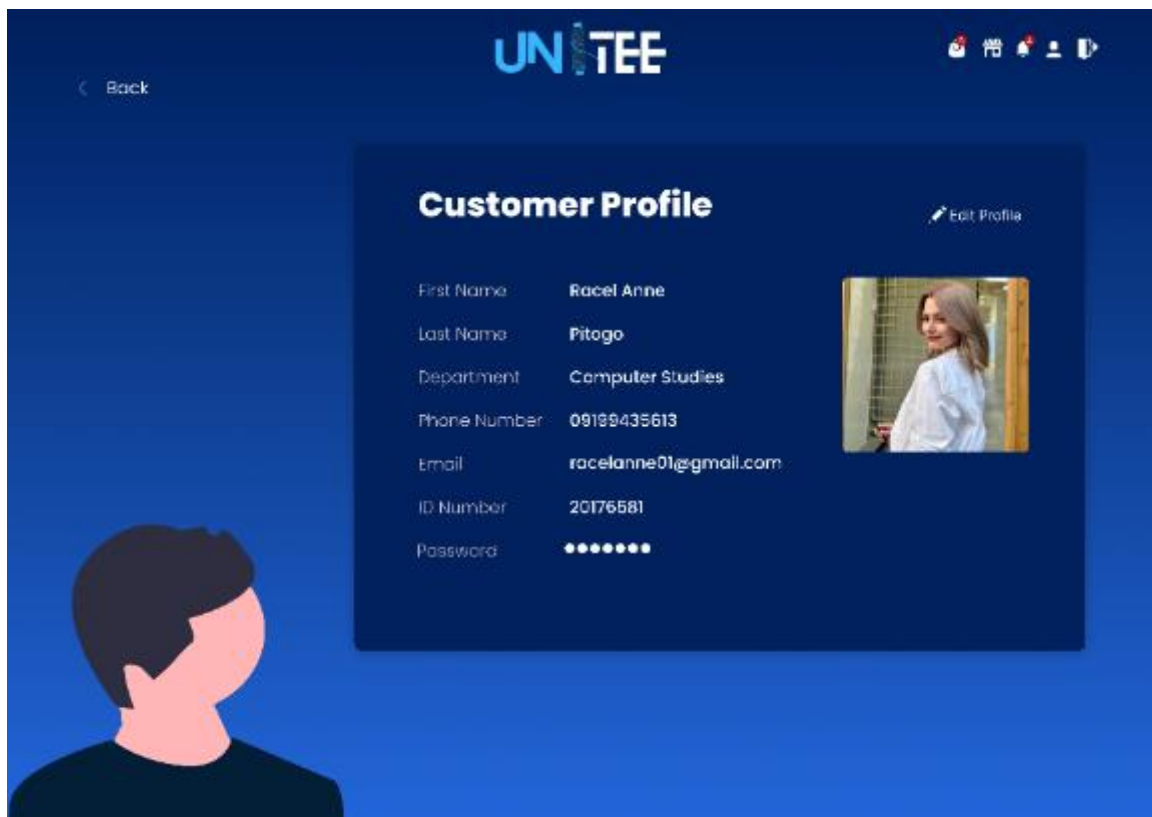 UNITEE
Back
Customer Profile
Edit Profile
First Name Racel Anne
Last Name Pitogo
Department Computer Studies
Phone Number 09199435613
Email racelanne01@gmail.com
ID Number 20176581
Password •••••••